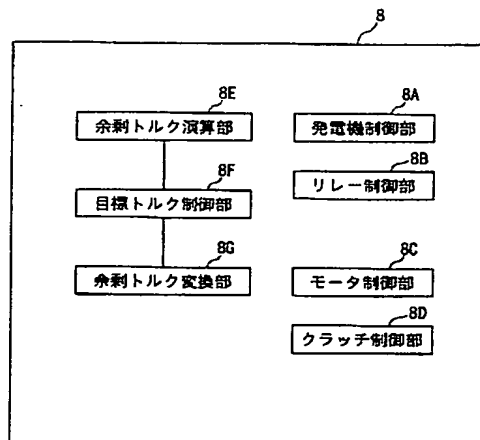 8
8E
余剰トルク演算部
8A
発電機制御部
8B
リレー制御部
8F
目標トルク制御部
8G
余剰トルク変換部
8C
モータ制御部
8D
クラッチ制御部